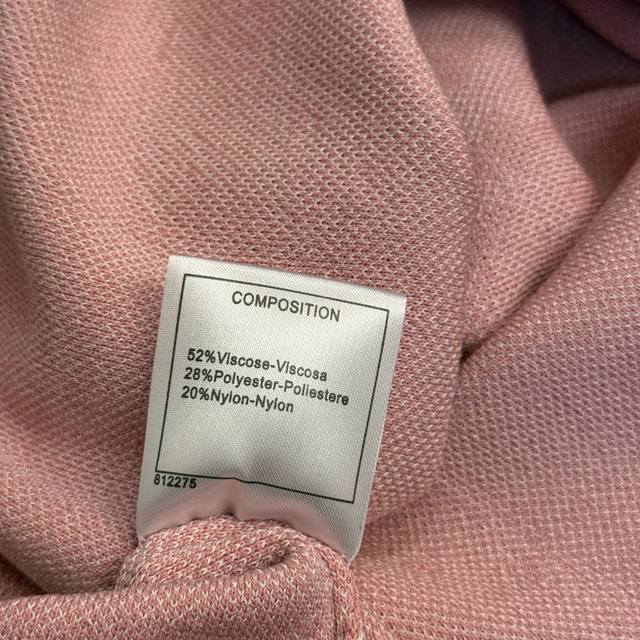 COMPOSITION
52%Viscose-Viscosa
28%Polyester-Poliestere
20%Nylon-Nylon
812275